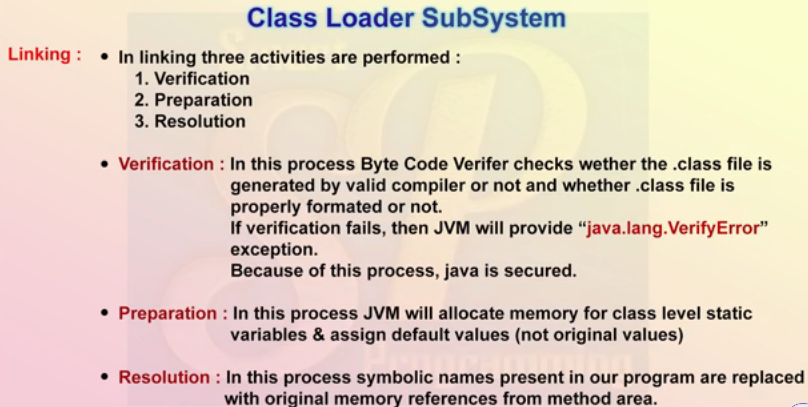 Class Loader SubSystem
Linking : • In linking three activities are performed :
1. Verification
2. Preparation
3. Resolution
• Verification : In this process Byte Code Verifer checks wether the .class file is
generated by valid compiler or not and whether .class file is
properly formated or not.
If verification fails, then JVM will provide “java.lang.VerifyError”
exception.
Because of this process, java is secured.
• Preparation : In this process JVM will allocate memory for class level static
variables & assign default values (not original values)
• Resolution : In this process symbolic names present in our program are replaced
with original memory references from method area.